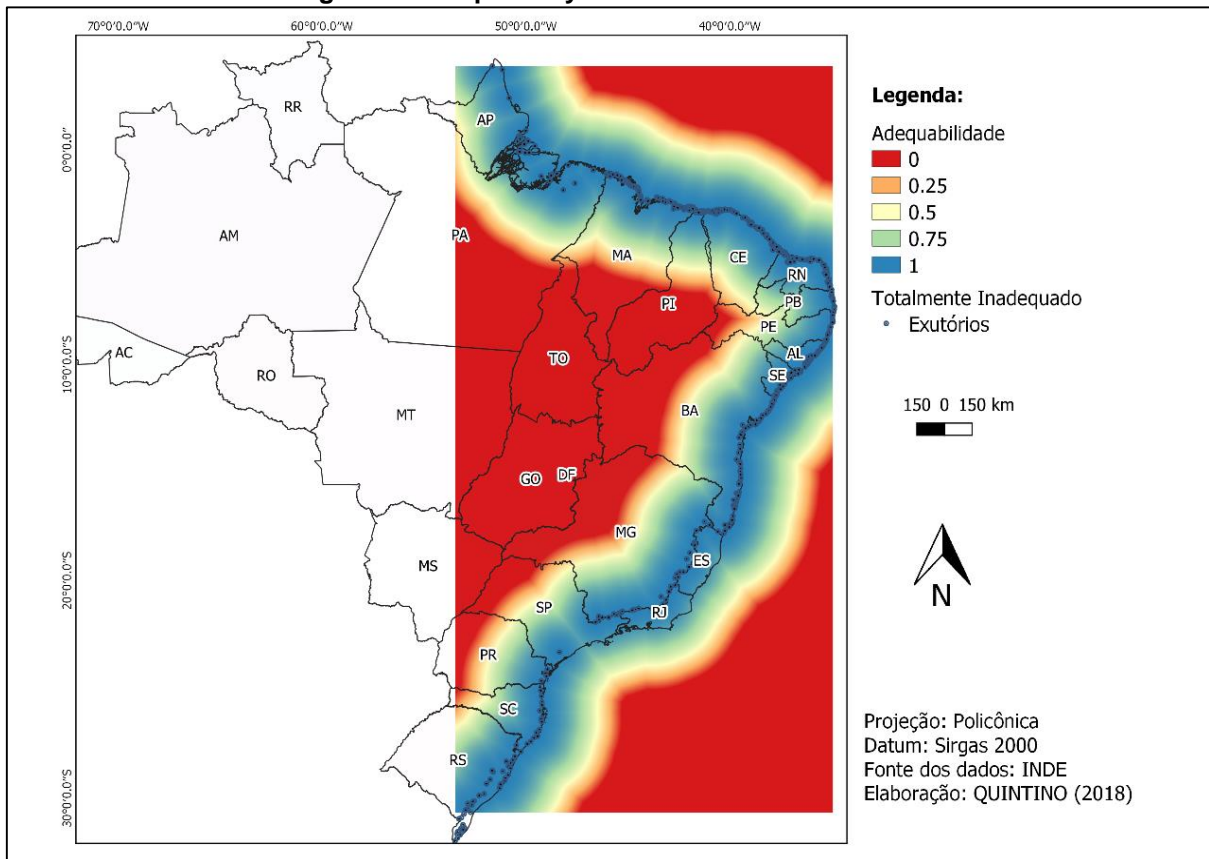 70°0'0.0"W 60°0'0.0"W 50°0'0.0"W 40°0'0.0"W
0°0'0.0"
10°0'0.0"S
20°0'0.0"S
30°0'0.0"S
RR
AP
AM
PA
MA
CE
RN
PB
PI
PE
AC
AL
TO
SE
RO
BA
MT
GO
DF
MG
MS
ES
SP
RJ
PR
SC
RS
Legenda:
Adequabilidade
0
0.25
0.5
0.75
1
Totalmente Inadequado
Exutórios
150 0 150 km
N
Projeção: Policônica
Datum: Sirgas 2000
Fonte dos dados: INDE
Elaboração: QUINTINO (2018)